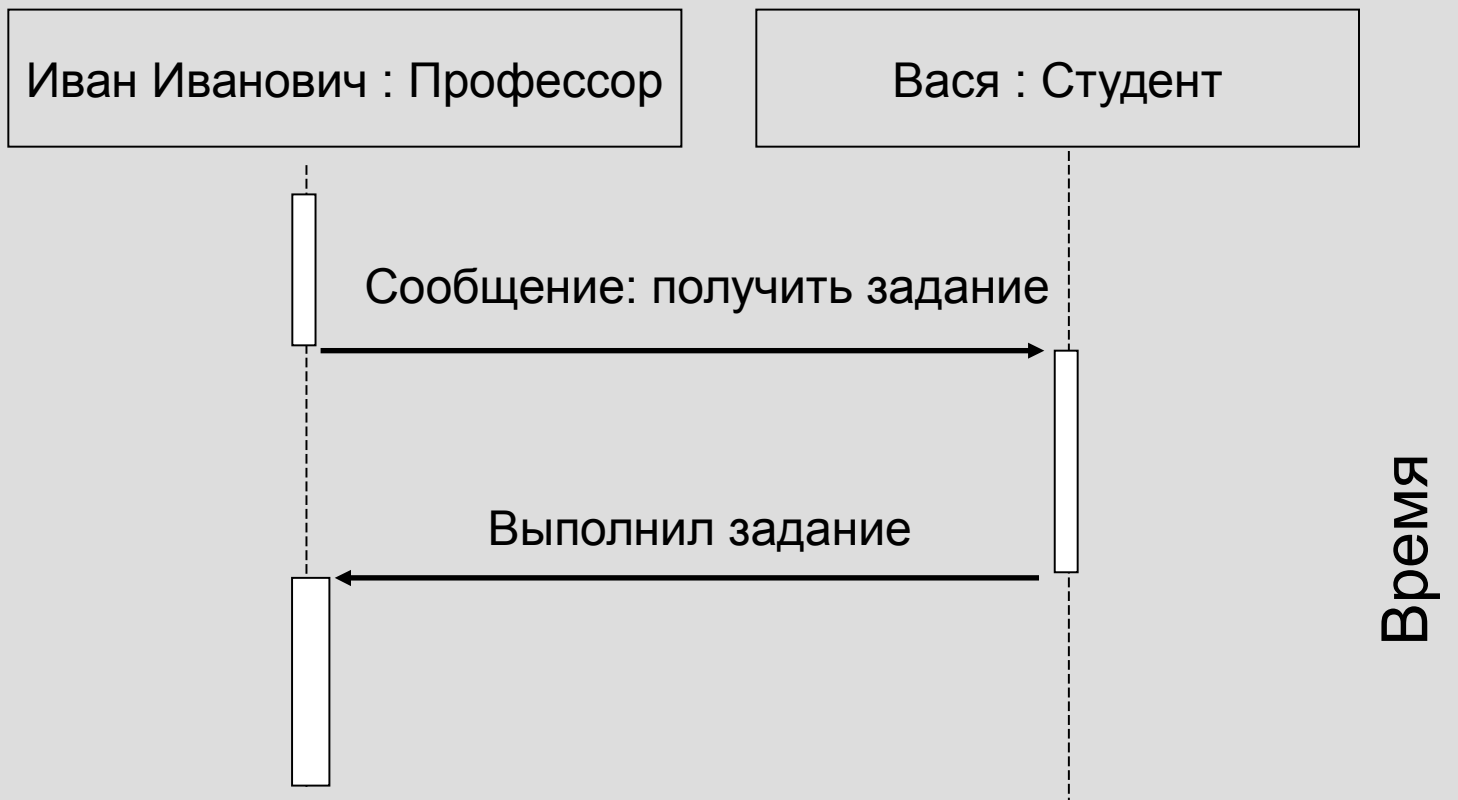 Иван Иванович : Профессор
Вася : Студент
Сообщение: получить задание
Выполнил задание
Время